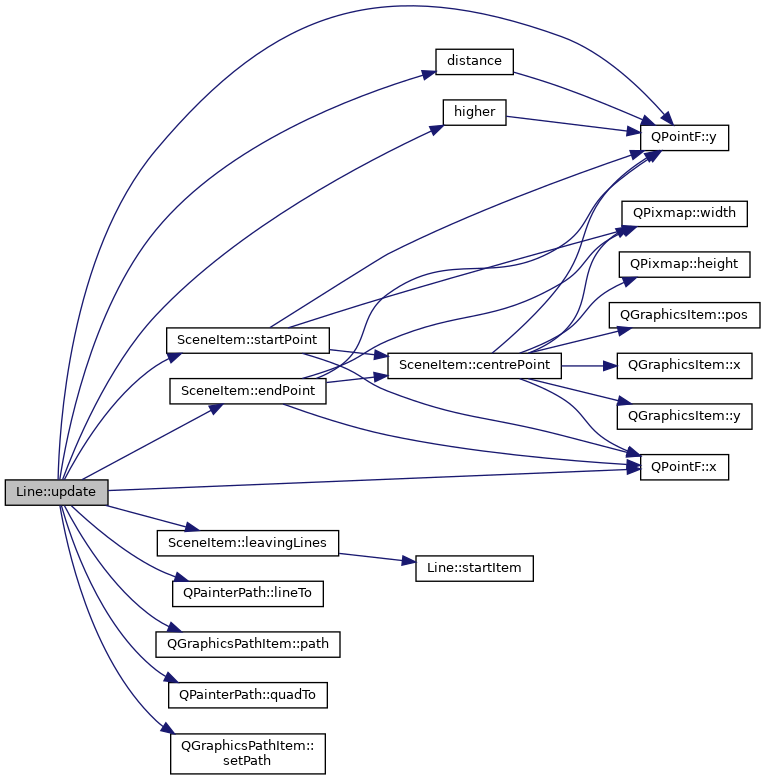 distance
higher
QPointF::y
QPixmap::width
QPixmap::height
QGraphicsItem::pos
SceneItem::startPoint
SceneItem::centrePoint
QGraphicsItem::x
SceneItem::endPoint
QGraphicsItem::y
QPointF::x
Line::update
SceneItem::leavingLines
Line::startItem
QPainterPath::lineTo
QGraphicsPathItem::path
QPainterPath::quadTo
QGraphicsPathItem::
setPath